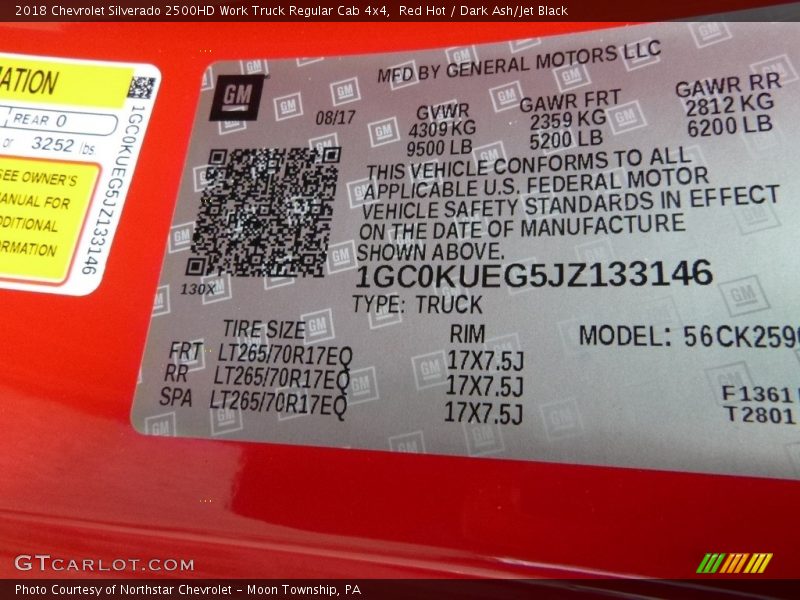 2018 Chevrolet Silverado 2500HD Work Truck Regular Cab 4x4, Red Hot / Dark Ash/Jet Black
REAR 0
or 3252 lbs
SEE OWNER'S
MANUAL FOR
1GC0KUEG5JZ133146
GM
MFD BY GENERAL MOTORS LLC
08/17
GVWR
4309 KG
9500 LB
GAWR FRT
2359 KG
5200 LB
GAWR RR
2812 KG
6200 LB
THIS VEHICLE CONFORMS TO ALL
APPLICABLE U.S. FEDERAL MOTOR
VEHICLE SAFETY STANDARDS IN EFFECT
ON THE DATE OF MANUFACTURE
SHOWN ABOVE.
130X
1GC0KUEG5JZ133146
TYPE: TRUCK
TIRE SIZE RIM MODEL: 56CK259
FRT LT265/70R17EQ 17X7.5J
RR LT265/70R17EQ 17X7.5J
SPA LT265/70R17EQ 17X7.5J
F1361
T2801
GTCARLOT.COM
Photo Courtesy of Northstar Chevrolet - Moon Township, PA